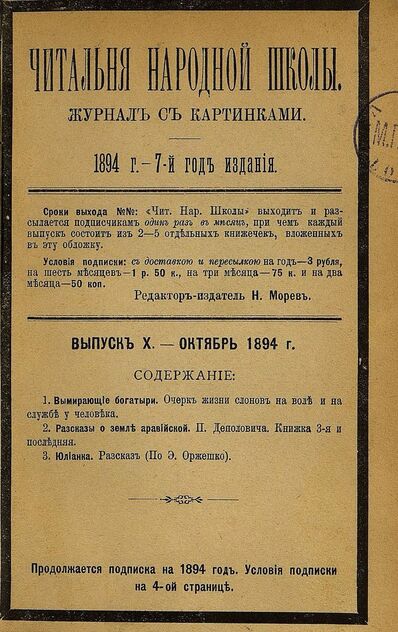 ЧИТАЛЬНЯ НАРОДНОЙ ШКОЛЫ.
ЖУРНАЛЪ СЪ КАРТИНКАМИ.
1894 г.—7-й годъ изданія.
Сроки выхода №№: «Чит. Нар. Школы» выходитъ и раз-
сылается подписчикамъ одинъ разъ въ мѣсяцъ, при чемъ каждый
выпускъ состоитъ изъ 2—5 отдѣльныхъ книжечекъ, вложенныхъ
въ эту обложку.
Условія подписки: съ доставкою и пересылкою на годъ—3 рубля,
на шесть мѣсяцевъ—1 р. 50 к., на три мѣсяца—75 к. и на два
мѣсяца—50 коп.
Редакторъ-издатель Н. Моревъ.
ВЫПУСКЪ X. — ОКТЯБРЬ 1894 г.
СОДЕРЖАНІЕ:
1. Вымирающіе богатыри. Очеркъ жизни слоновъ на волѣ и на
службѣ у человѣка.
2. Разсказы о землѣ аравійской. П. Деполовича. Книжка 3-я и
послѣдняя.
3. Юліанка. Разсказъ (По Э. Оржешко).
Продолжается подписка на 1894 годъ. Условія подписки
на 4-ой страницѣ.